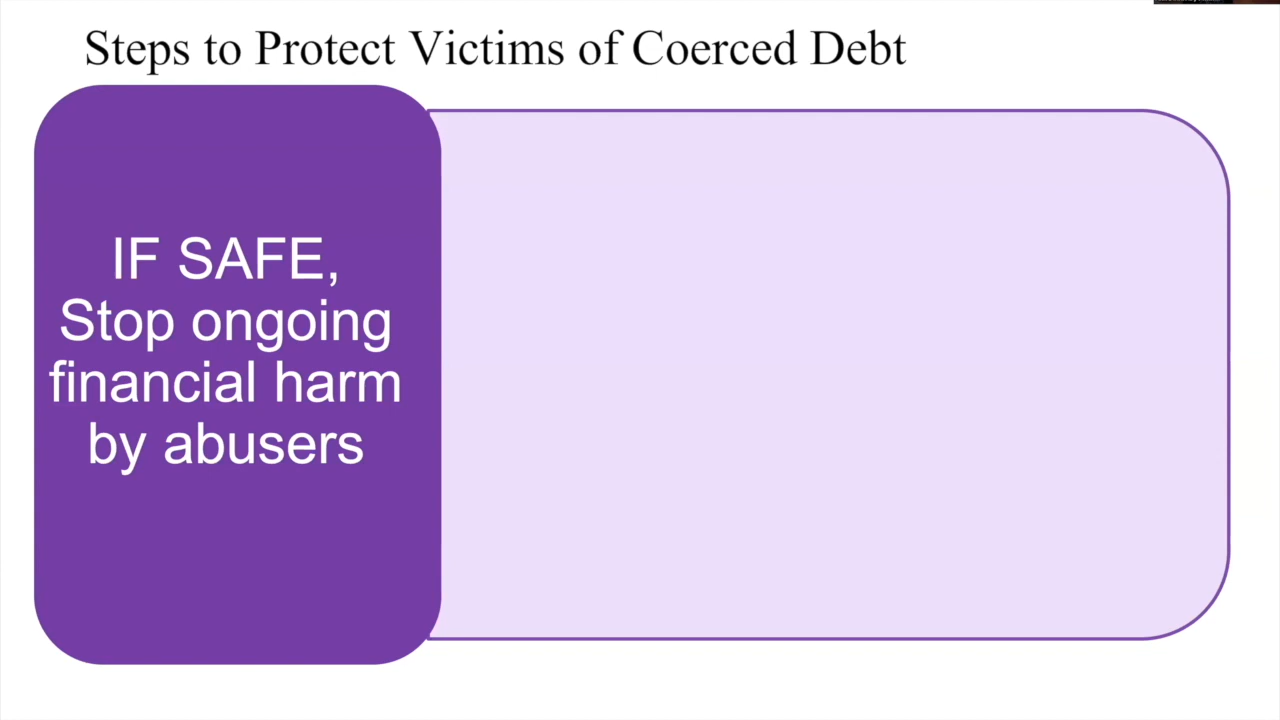 Steps to Protect Victims of Coerced Debt
IF SAFE,
Stop ongoing
financial harm
by abusers